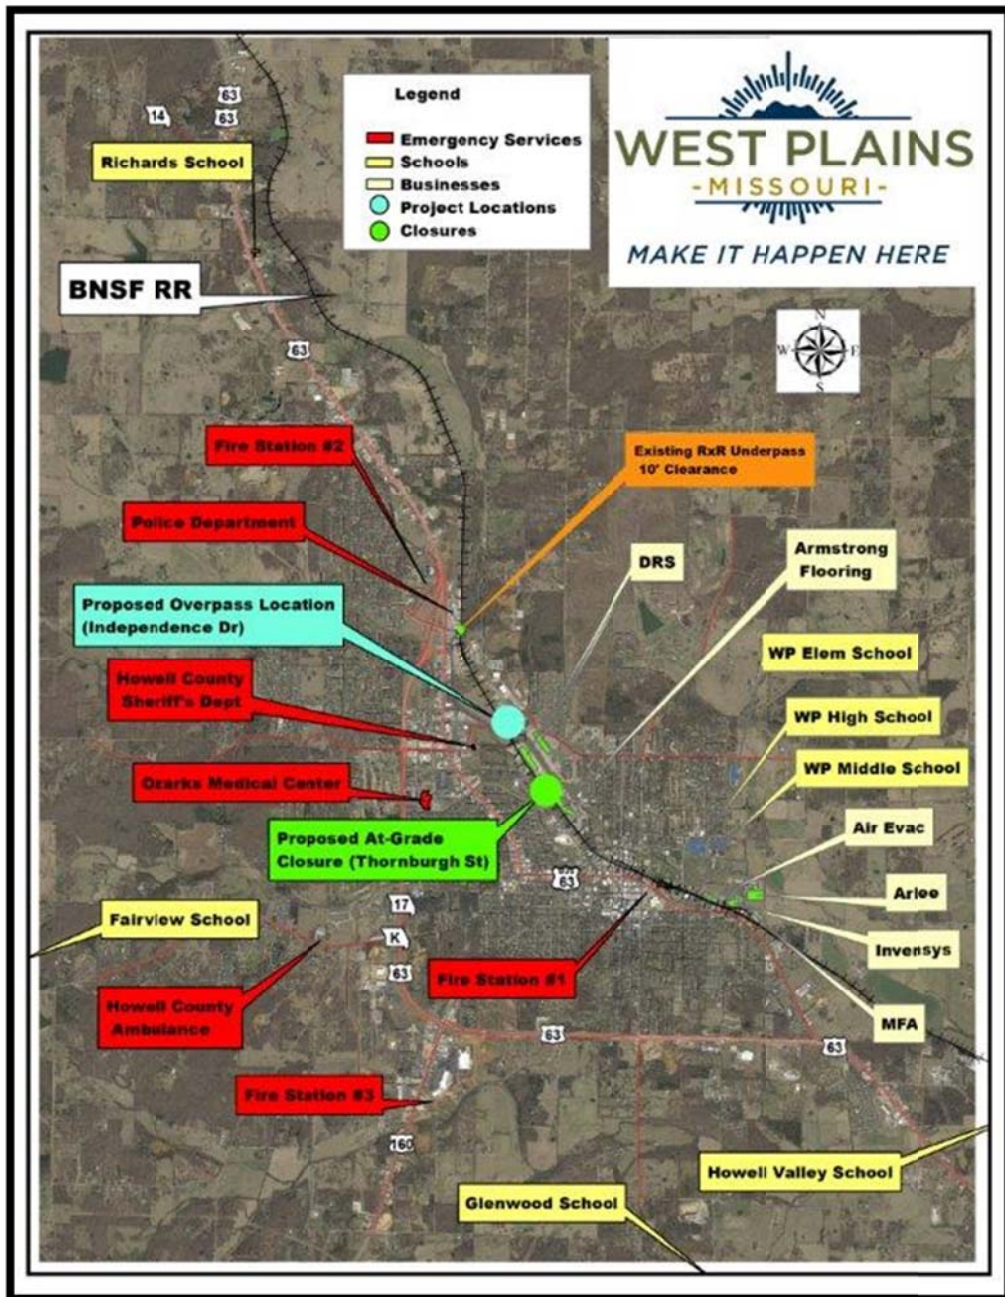 WEST PLAINS
-MISSOURI-
MAKE IT HAPPEN HERE
Legend
Emergency Services
Schools
Businesses
Project Locations
Closures
63
14
63
Richards School
BNSF RR
N
W
E
S
63
Fire Station #2
Existing RxR Underpass
10' Clearance
Police Department
DRS
Armstrong
Flooring
Proposed Overpass Location
(Independence Dr)
WP Elem School
Howell County
Sheriff's Dept
WP High School
WP Middle School
Ozarks Medical Center
Proposed At-Grade
Closure (Thornburgh St)
Air Evac
63
Arlee
17
Fairview School
K
Invensys
63
Fire Station #1
Howell County
Ambulance
MFA
63
63
Fire Station #3
160
Howell Valley School
Glenwood School